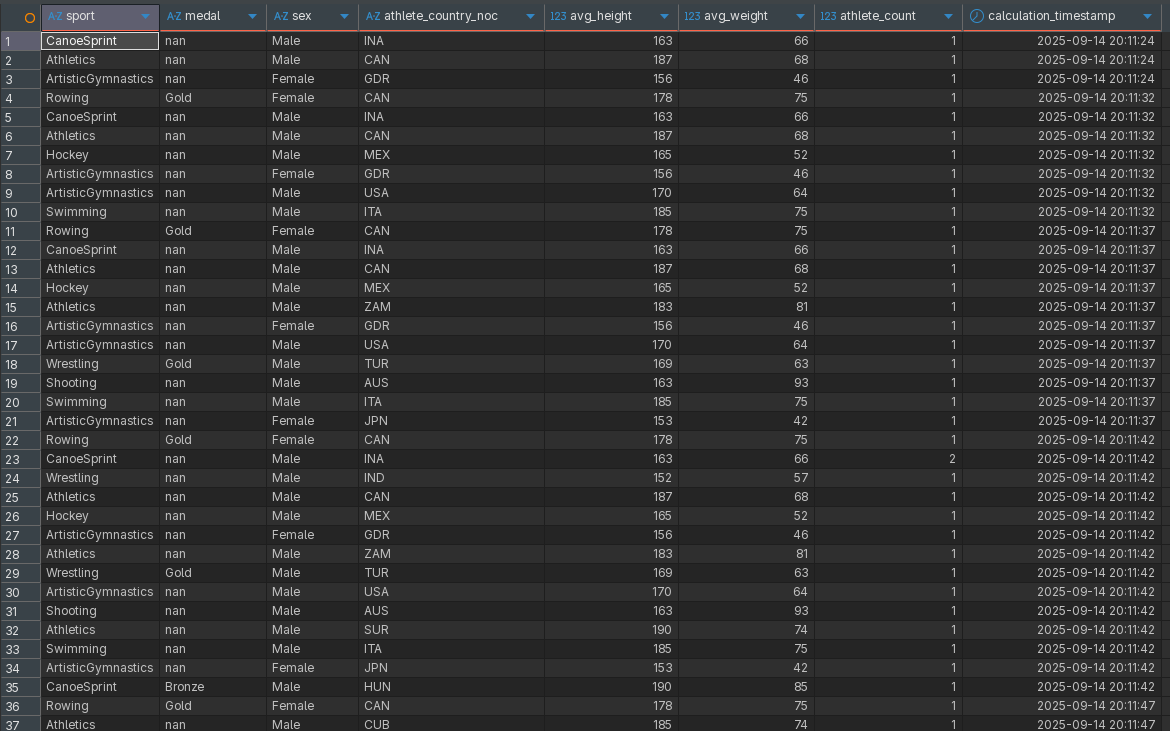 AZ sport AZ medal AZ sex AZ athlete_country_noc 123 avg_height 123 avg_weight 123 athlete_count calculation_timestamp
1 CanoeSprint nan Male INA 163 66 1 2025-09-14 20:11:24
2 Athletics nan Male CAN 187 68 1 2025-09-14 20:11:24
3 ArtisticGymnastics nan Female GDR 156 46 1 2025-09-14 20:11:24
4 Rowing Gold Female CAN 178 75 1 2025-09-14 20:11:32
5 CanoeSprint nan Male INA 163 66 1 2025-09-14 20:11:32
6 Athletics nan Male CAN 187 68 1 2025-09-14 20:11:32
7 Hockey nan Male MEX 165 52 1 2025-09-14 20:11:32
8 ArtisticGymnastics nan Female GDR 156 46 1 2025-09-14 20:11:32
9 ArtisticGymnastics nan Male USA 170 64 1 2025-09-14 20:11:32
10 Swimming nan Male ITA 185 75 1 2025-09-14 20:11:32
11 Rowing Gold Female CAN 178 75 1 2025-09-14 20:11:37
12 CanoeSprint nan Male INA 163 66 1 2025-09-14 20:11:37
13 Athletics nan Male CAN 187 68 1 2025-09-14 20:11:37
14 Hockey nan Male MEX 165 52 1 2025-09-14 20:11:37
15 Athletics nan Male ZAM 183 81 1 2025-09-14 20:11:37
16 ArtisticGymnastics nan Female GDR 156 46 1 2025-09-14 20:11:37
17 ArtisticGymnastics nan Male USA 170 64 1 2025-09-14 20:11:37
18 Wrestling Gold Male TUR 169 63 1 2025-09-14 20:11:37
19 Shooting nan Male AUS 163 93 1 2025-09-14 20:11:37
20 Swimming nan Male ITA 185 75 1 2025-09-14 20:11:37
21 ArtisticGymnastics nan Female JPN 153 42 1 2025-09-14 20:11:37
22 Rowing Gold Female CAN 178 75 1 2025-09-14 20:11:42
23 CanoeSprint nan Male INA 163 66 2 2025-09-14 20:11:42
24 Wrestling nan Male IND 152 57 1 2025-09-14 20:11:42
25 Athletics nan Male CAN 187 68 1 2025-09-14 20:11:42
26 Hockey nan Male MEX 165 52 1 2025-09-14 20:11:42
27 ArtisticGymnastics nan Female GDR 156 46 1 2025-09-14 20:11:42
28 Athletics nan Male ZAM 183 81 1 2025-09-14 20:11:42
29 Wrestling Gold Male TUR 169 63 1 2025-09-14 20:11:42
30 ArtisticGymnastics nan Male USA 170 64 1 2025-09-14 20:11:42
31 Shooting nan Male AUS 163 93 1 2025-09-14 20:11:42
32 Athletics nan Male SUR 190 74 1 2025-09-14 20:11:42
33 Swimming nan Male ITA 185 75 1 2025-09-14 20:11:42
34 ArtisticGymnastics nan Female JPN 153 42 1 2025-09-14 20:11:42
35 CanoeSprint Bronze Male HUN 190 85 1 2025-09-14 20:11:42
36 Rowing Gold Female CAN 178 75 1 2025-09-14 20:11:47
37 Athletics nan Male CUB 185 74 1 2025-09-14 20:11:47